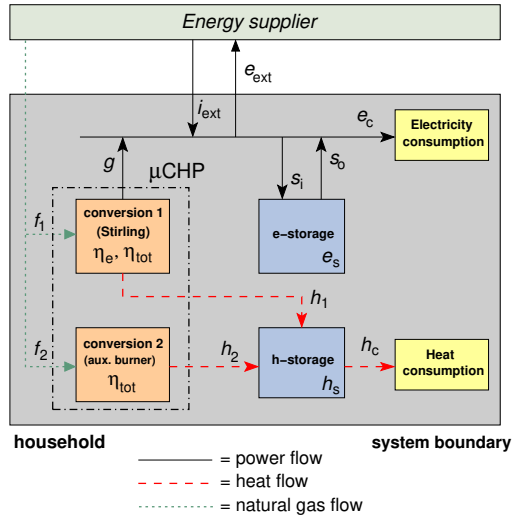 Energy supplier
e_ext
i_ext
e_c
Electricity
consumption
g
μCHP
s_i
s_o
f_1
conversion 1
(Stirling)
η_e, η_tot
e−storage
e_s
h_1
f_2
conversion 2
(aux. burner)
η_tot
h_2
h−storage
h_s
h_c
Heat
consumption
household
system boundary
= power flow
= heat flow
= natural gas flow